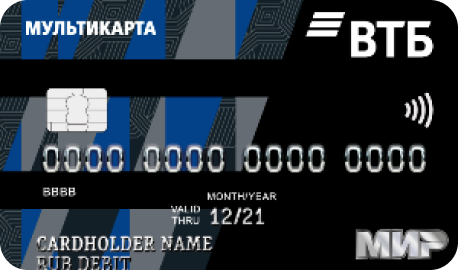 МУЛЬТИКАРТА
ВТБ
0000 0000 0000 0000
BBBB
MONTH/YEAR
VALID THRU 12/21
CARDHOLDER NAME
RUB DEBIT
МИР